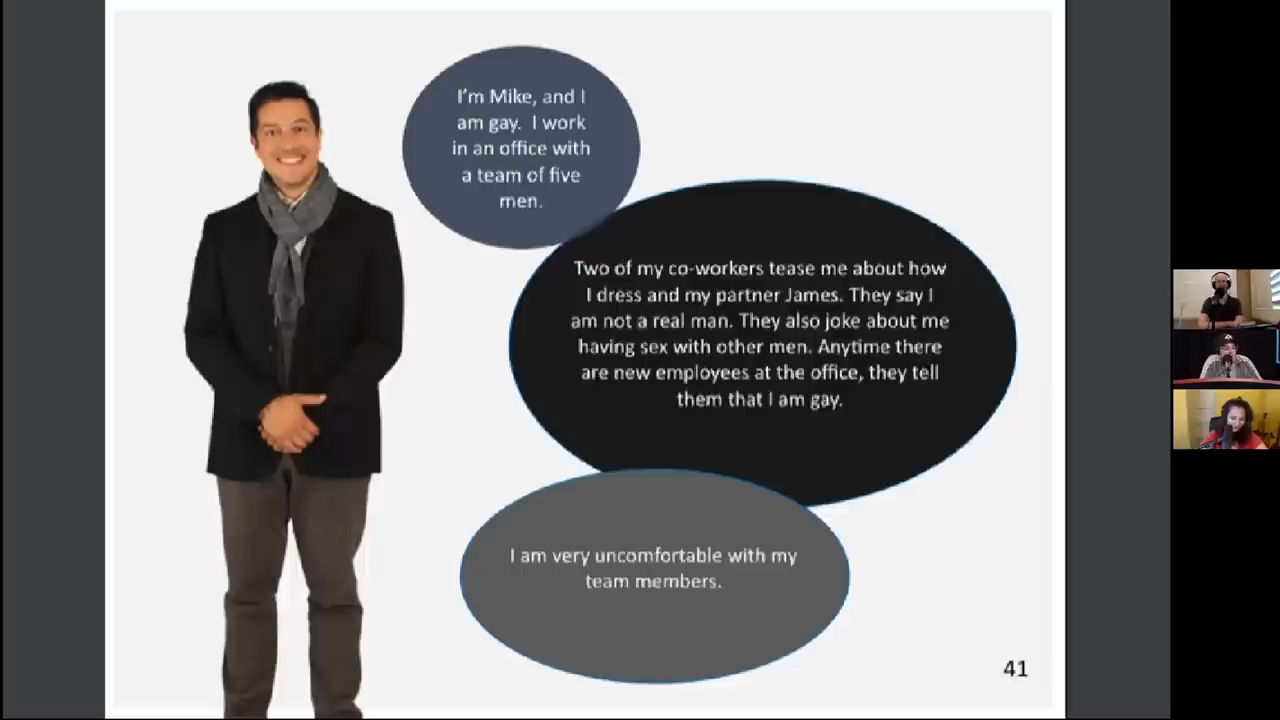 I'm Mike, and I
am gay.  I work
in an office with
a team of five
men.
Two of my co-workers tease me about how
I dress and my partner James. They say I
am not a real man. They also joke about me
having sex with other men. Anytime there
are new employees at the office, they tell
them that I am gay.
I am very uncomfortable with my
team members.
41